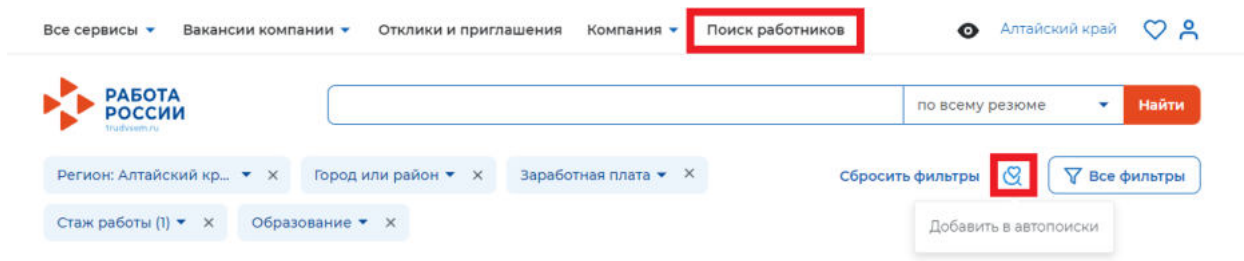 Все сервисы Вакансии компании Отклики и приглашения Компания Поиск работников Алтайский край
РАБОТА
РОССИИ
trudvsem.ru
по всему резюме Найти
Регион: Алтайский кр... Город или район Заработная плата Сбросить фильтры Все фильтры
Стаж работы (1) Образование
Добавить в автопоиски